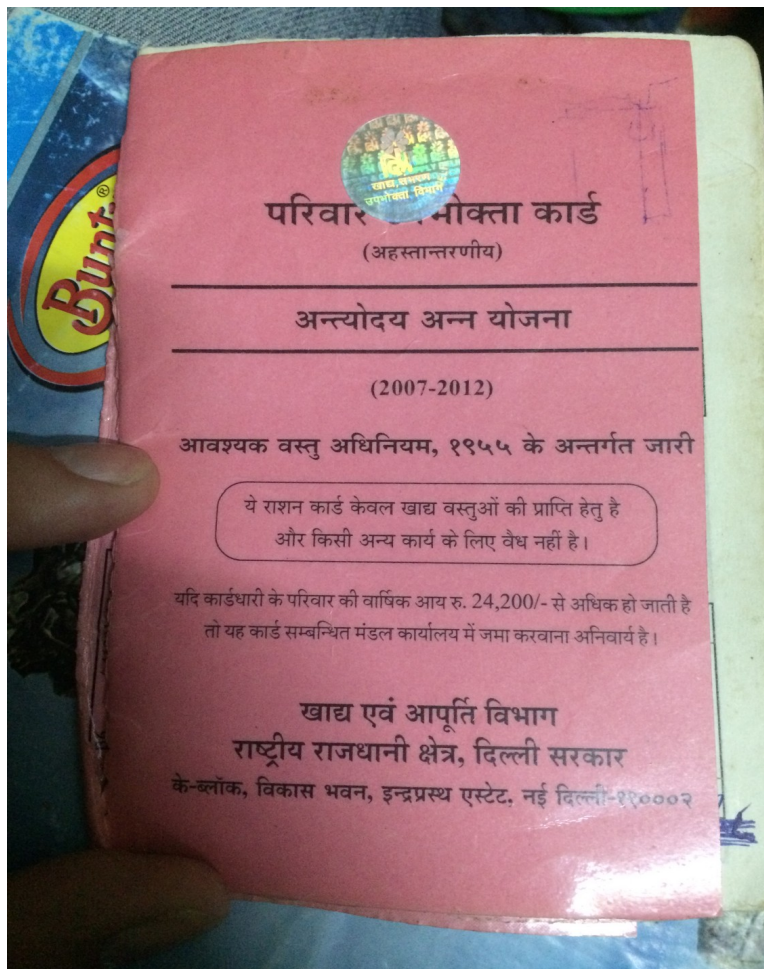 Bunt
®
खाद्य, संभरण
उपभोक्ता विभाग
परिवार भोक्ता कार्ड
(अहस्तान्तरणीय)
अन्त्योदय अन्न योजना
(2007-2012)
आवश्यक वस्तु अधिनियम, १९५५ के अन्तर्गत जारी
ये राशन कार्ड केवल खाद्य वस्तुओं की प्राप्ति हेतु है
और किसी अन्य कार्य के लिए वैध नहीं है।
यदि कार्डधारी के परिवार की वार्षिक आय रु. 24,200/- से अधिक हो जाती है
तो यह कार्ड सम्बन्धित मंडल कार्यालय में जमा करवाना अनिवार्य है।
खाद्य एवं आपूर्ति विभाग
राष्ट्रीय राजधानी क्षेत्र, दिल्ली सरकार
के-ब्लॉक, विकास भवन, इन्द्रप्रस्थ एस्टेट, नई दिल्ली-११०००२